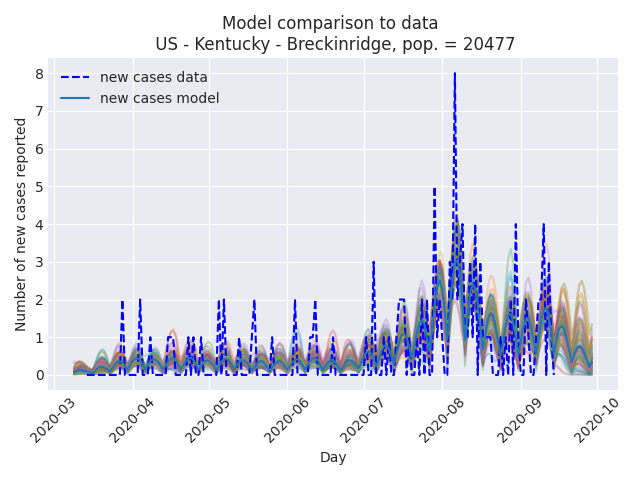 Model comparison to data
US - Kentucky - Breckinridge, pop. = 20477
new cases data
new cases model
Number of new cases reported
8
7
6
5
4
3
2
1
0
2020-03
2020-04
2020-05
2020-06
2020-07
2020-08
2020-09
2020-10
Day